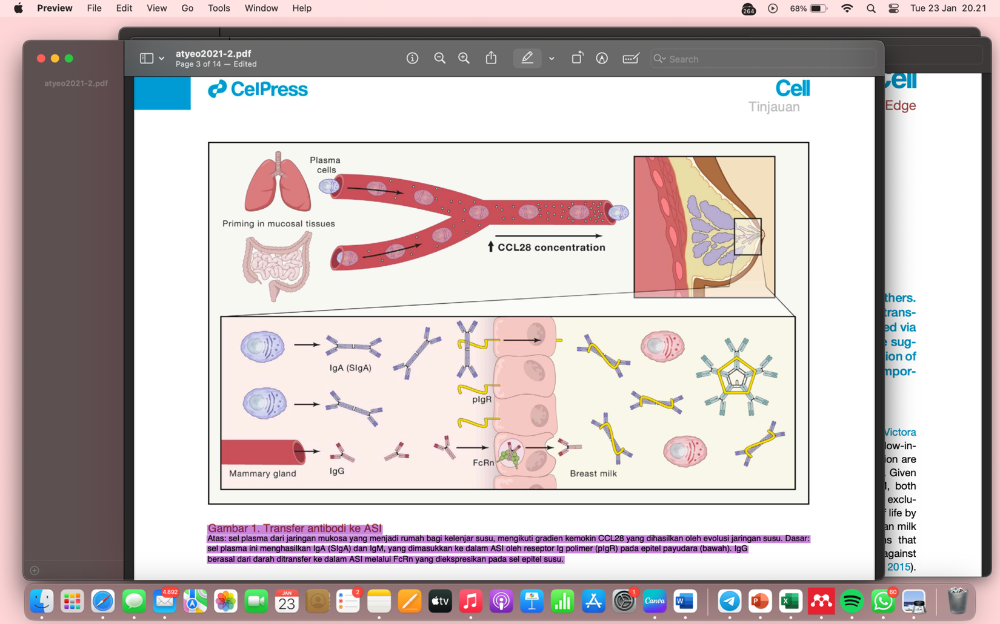 Preview File Edit View Go Tools Window Help
264 68% Tue 23 Jan 20.21
atyeo2021-2.pdf
Page 3 of 14 — Edited
Search
atyeo2021-2.pdf
CelPress
Cell
Tinjauan
Plasma
cells
Priming in mucosal tissues
CCL28 concentration
IgA (SIgA)
pIgR
FcRn
Mammary gland
IgG
Breast milk
Gambar 1. Transfer antibodi ke ASI
Atas: sel plasma dari jaringan mukosa yang menjadi rumah bagi kelenjar susu, mengikuti gradien kemokin CCL28 yang dihasilkan oleh evolusi jaringan susu. Dasar:
sel plasma ini menghasilkan IgA (SIgA) dan IgM, yang dimasukkan ke dalam ASI oleh reseptor Ig polimer (pIgR) pada epitel payudara (bawah). IgG
berasal dari darah ditransfer ke dalam ASI melalui FcRn yang diekspresikan pada sel epitel susu.
Cell
Edge
thers.
trans-
ed via
sug-
ion of
mpor-
Victora
low-in-
ion are
. Given
, both
exclu-
life by
an milk
s that
against
2015).
4.892
JAN
23
2
tv
1
Canva
W
P
X
60